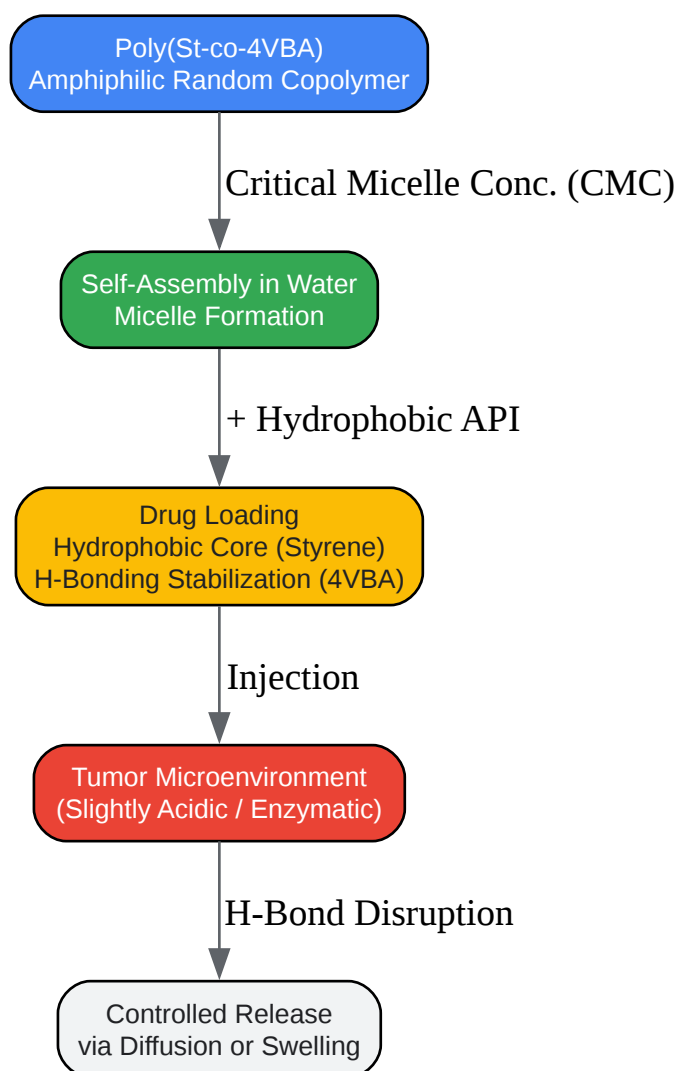 Poly(St-co-4VBA)
Amphiphilic Random Copolymer
Critical Micelle Conc. (CMC)
Self-Assembly in Water
Micelle Formation
+ Hydrophobic API
Drug Loading
Hydrophobic Core (Styrene)
H-Bonding Stabilization (4VBA)
Injection
Tumor Microenvironment
(Slightly Acidic / Enzymatic)
H-Bond Disruption
Controlled Release
via Diffusion or Swelling